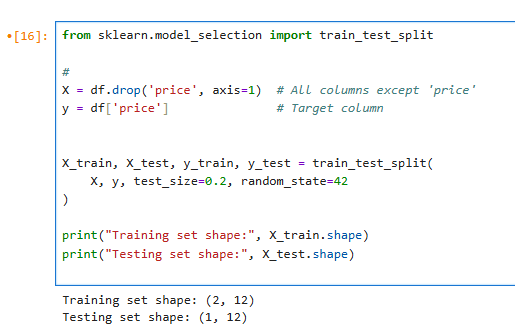 •[16]: from sklearn.model_selection import train_test_split
#
X = df.drop('price', axis=1)  # All columns except 'price'
y = df['price']               # Target column
X_train, X_test, y_train, y_test = train_test_split(
    X, y, test_size=0.2, random_state=42
)
print("Training set shape:", X_train.shape)
print("Testing set shape:", X_test.shape)
Training set shape: (2, 12)
Testing set shape: (1, 12)